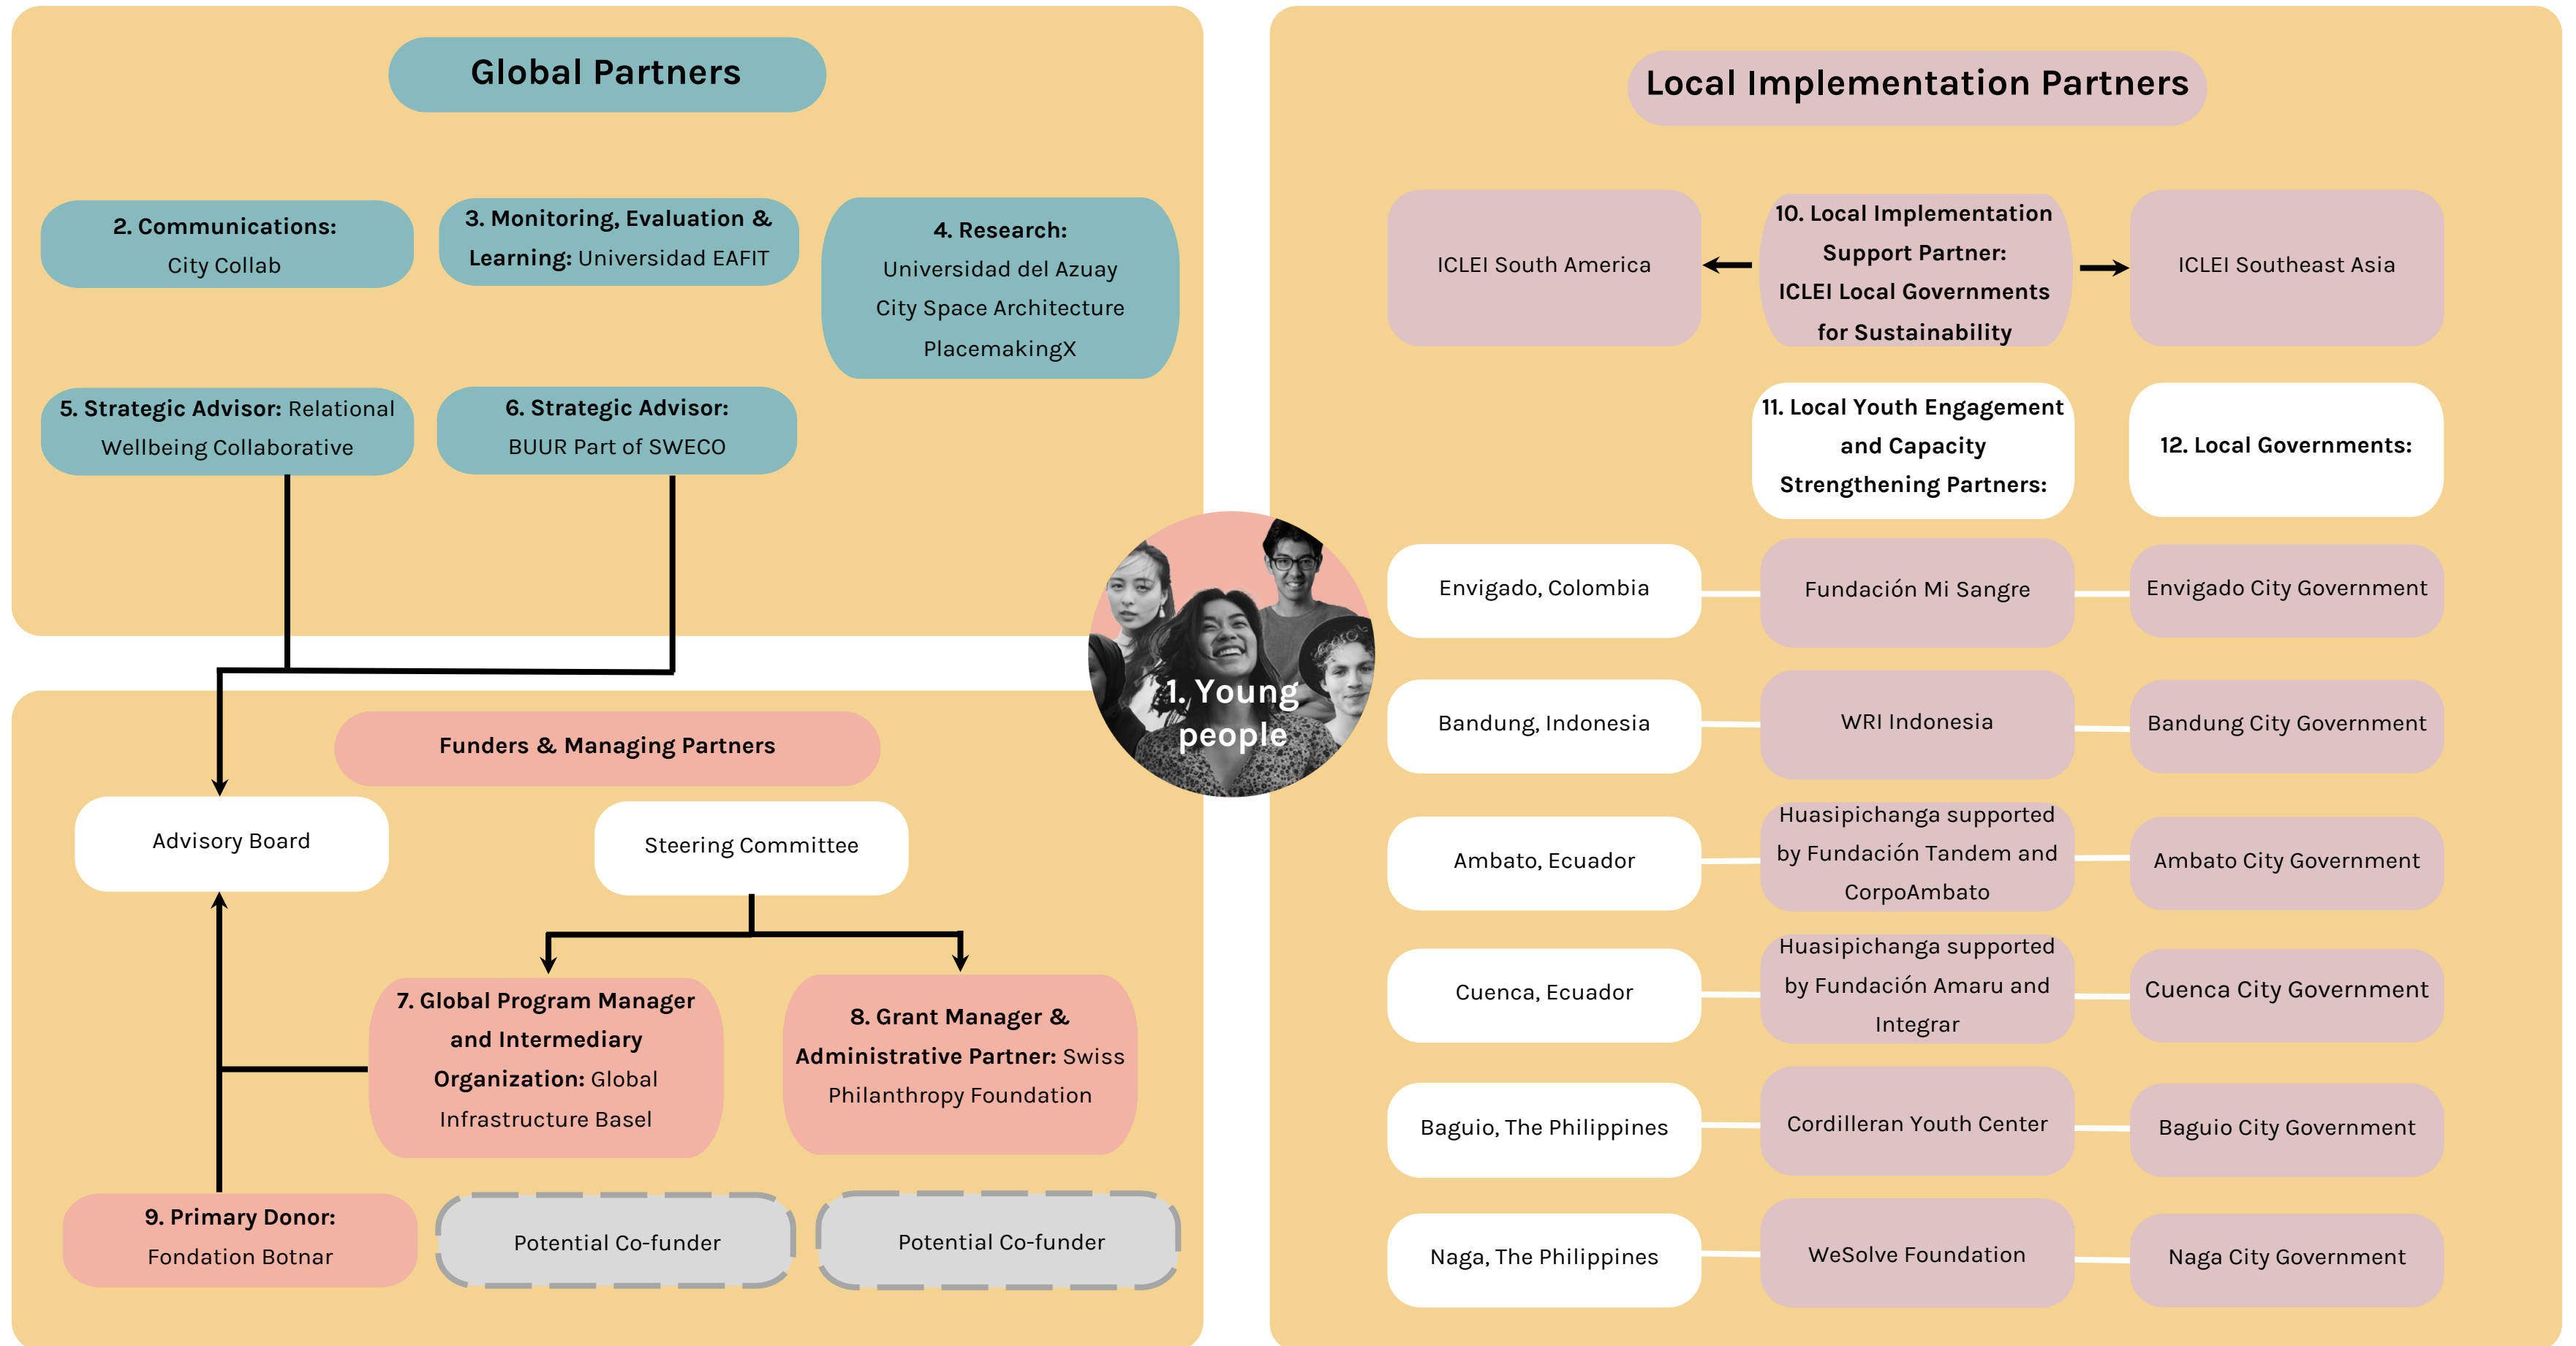 Global Partners
2. Communications:
City Collab
3. Monitoring, Evaluation &
Learning: Universidad EAFIT
4. Research:
Universidad del Azuay
City Space Architecture
PlacemakingX
5. Strategic Advisor: Relational
Wellbeing Collaborative
6. Strategic Advisor:
BUUR Part of SWECO
1. Young
people
Funders & Managing Partners
Advisory Board
Steering Committee
7. Global Program Manager
and Intermediary
Organization: Global
Infrastructure Basel
8. Grant Manager &
Administrative Partner: Swiss
Philanthropy Foundation
9. Primary Donor:
Fondation Botnar
Potential Co-funder
Potential Co-funder
Local Implementation Partners
ICLEI South America
10. Local Implementation
Support Partner:
ICLEI Local Governments
for Sustainability
ICLEI Southeast Asia
11. Local Youth Engagement
and Capacity
Strengthening Partners:
12. Local Governments:
Envigado, Colombia
Fundación Mi Sangre
Envigado City Government
Bandung, Indonesia
WRI Indonesia
Bandung City Government
Ambato, Ecuador
Huasipichanga supported
by Fundación Tandem and
CorpoAmbato
Ambato City Government
Cuenca, Ecuador
Huasipichanga supported
by Fundación Amaru and
Integrar
Cuenca City Government
Baguio, The Philippines
Cordilleran Youth Center
Baguio City Government
Naga, The Philippines
WeSolve Foundation
Naga City Government